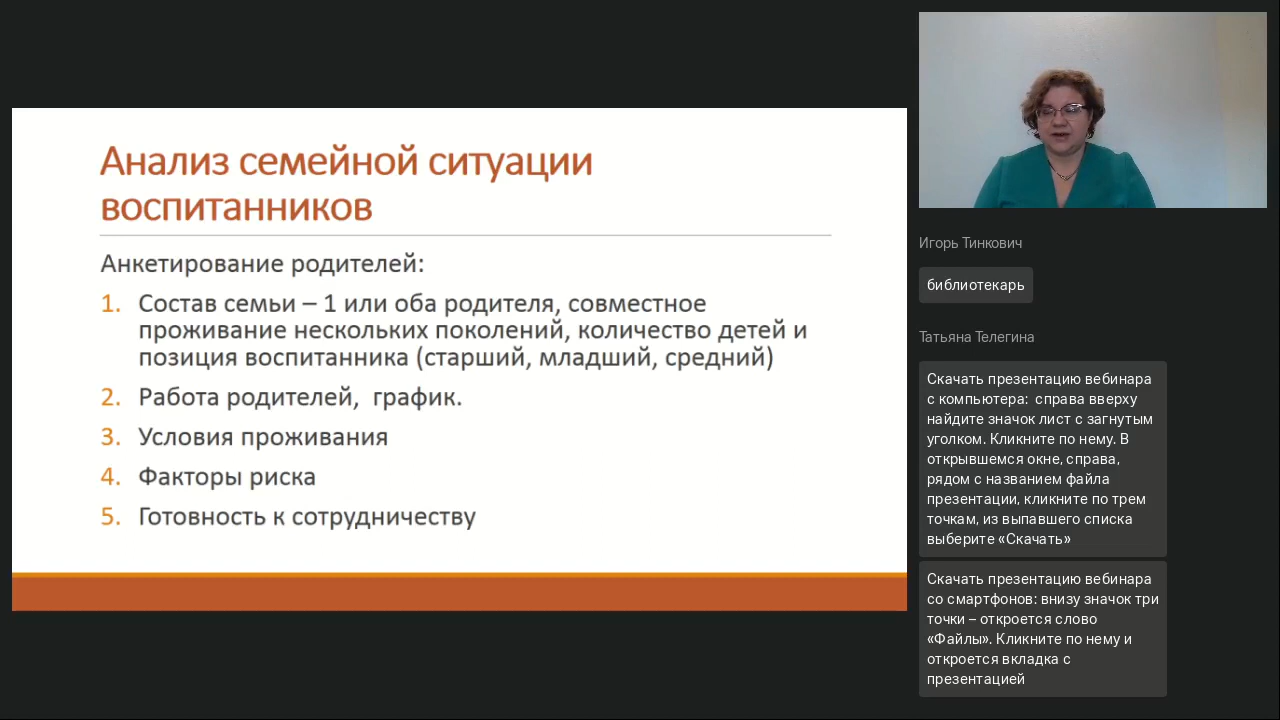 Анализ семейной ситуации
воспитанников
Анкетирование родителей:
1. Состав семьи – 1 или оба родителя, совместное
проживание нескольких поколений, количество детей и
позиция воспитанника (старший, младший, средний)
2. Работа родителей, график.
3. Условия проживания
4. Факторы риска
5. Готовность к сотрудничеству
Игорь Тинкович
библиотекарь
Татьяна Телегина
Скачать презентацию вебинара
с компьютера: справа вверху
найдите значок лист с загнутым
уголком. Кликните по нему. В
открывшемся окне, справа,
рядом с названием файла
презентации, кликните по трем
точкам, из выпавшего списка
выберите «Скачать»
Скачать презентацию вебинара
со смартфонов: внизу значок три
точки – откроется слово
«Файлы». Кликните по нему и
откроется вкладка с
презентацией